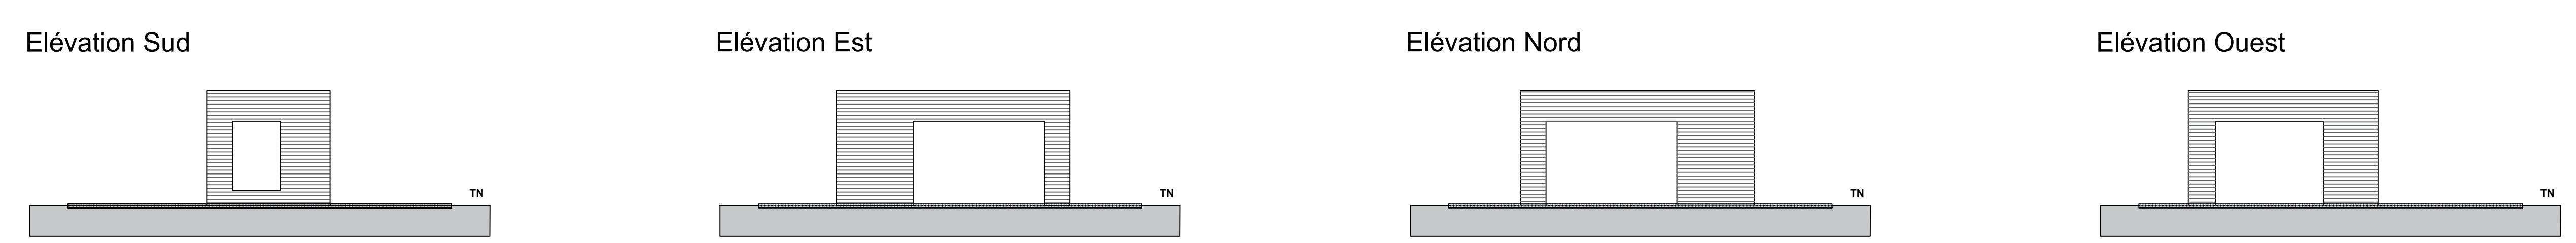 Elévation Sud
TN
Elévation Est
TN
Elévation Nord
TN
Elévation Ouest
TN